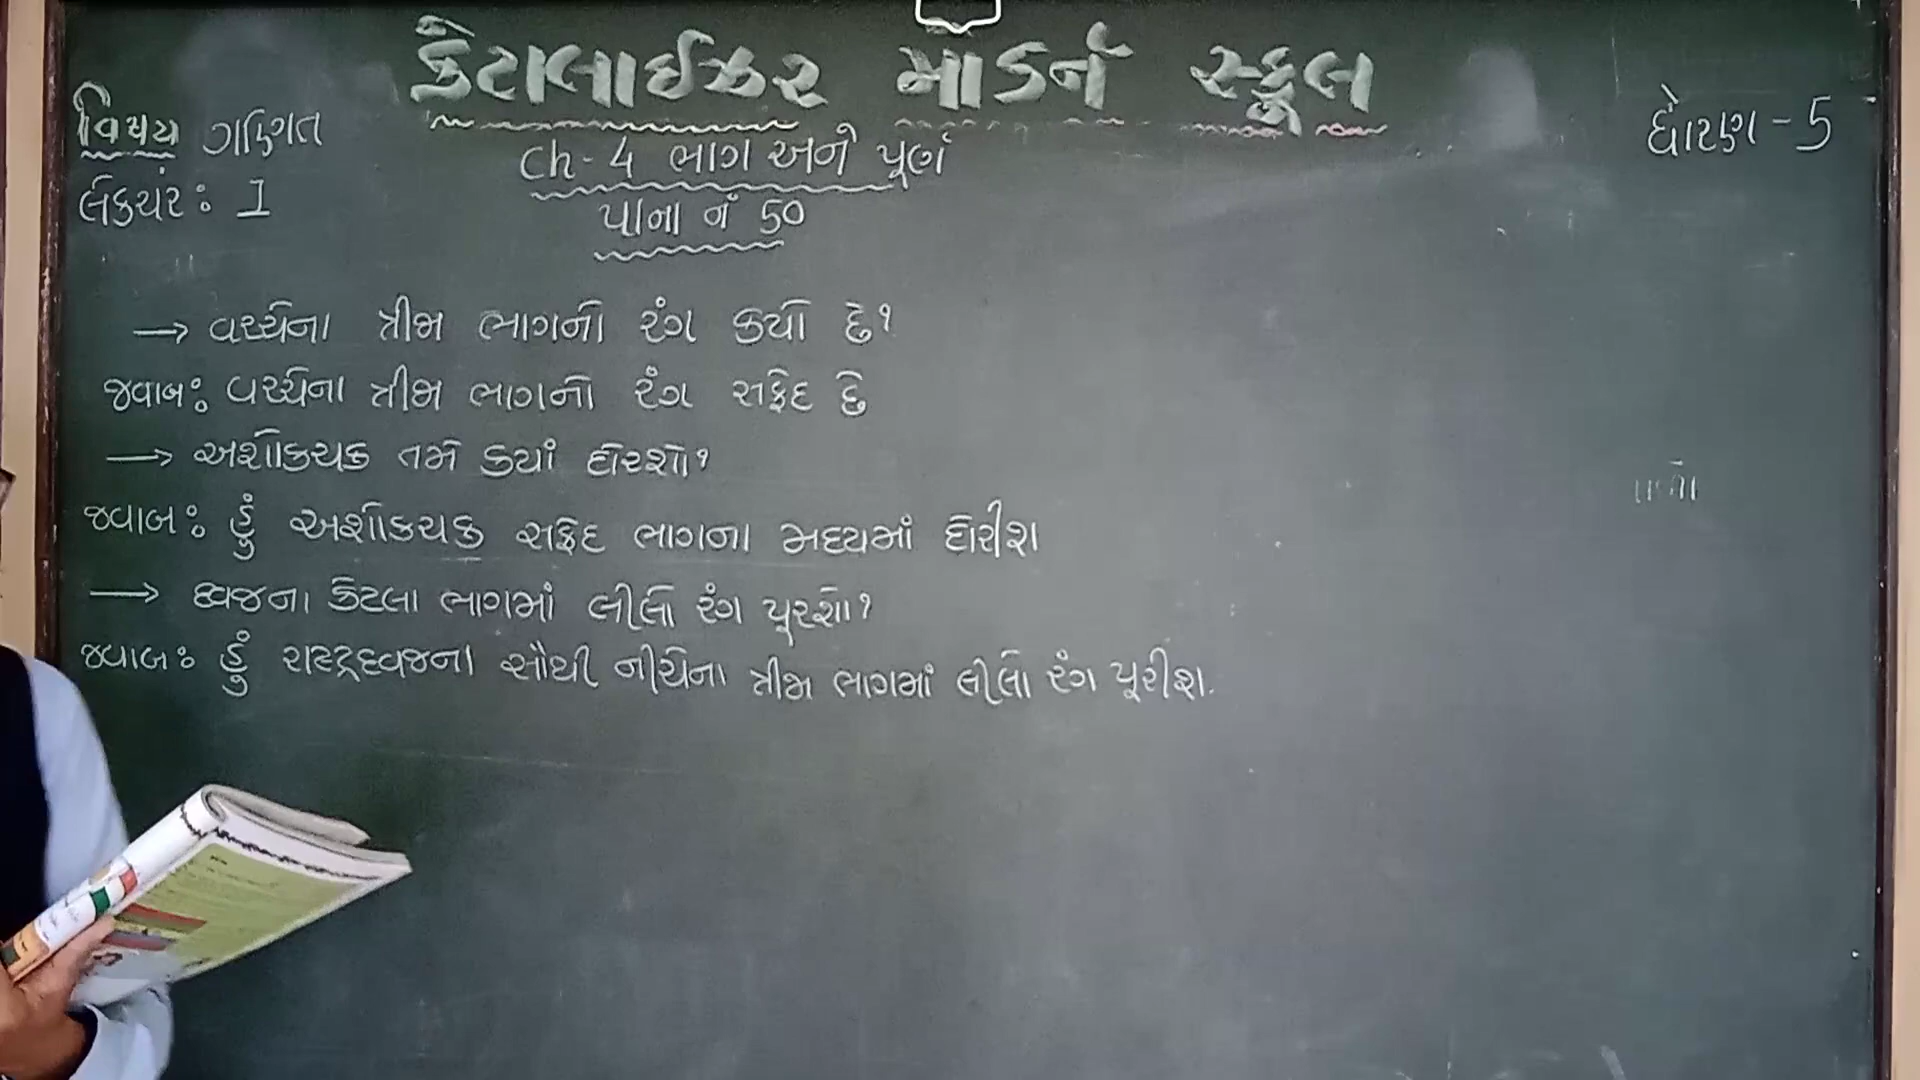 કેટલાઈઝર મોડર્ન સ્કૂલ
વિષય ગણિત
ધોરણ - 5
Ch - 4 ભાગ અને પૂર્ણ
લેકચર : 1
પાના નં 50
→ વચ્ચેના ત્રીજા ભાગનો રંગ કયો છે?
જવાબ : વચ્ચેના ત્રીજા ભાગનો રંગ સફેદ છે
→ અશોકચક્ર તમે કયાં દોરશો?
જવાબ : હું અશોકચક્ર સફેદ ભાગના મધ્યમાં દોરીશ
→ ધ્વજના કેટલા ભાગમાં લીલો રંગ પૂરશો?
જવાબ : હું રાષ્ટ્રધ્વજના સૌથી નીચેના ત્રીજા ભાગમાં લીલો રંગ પૂરીશ.